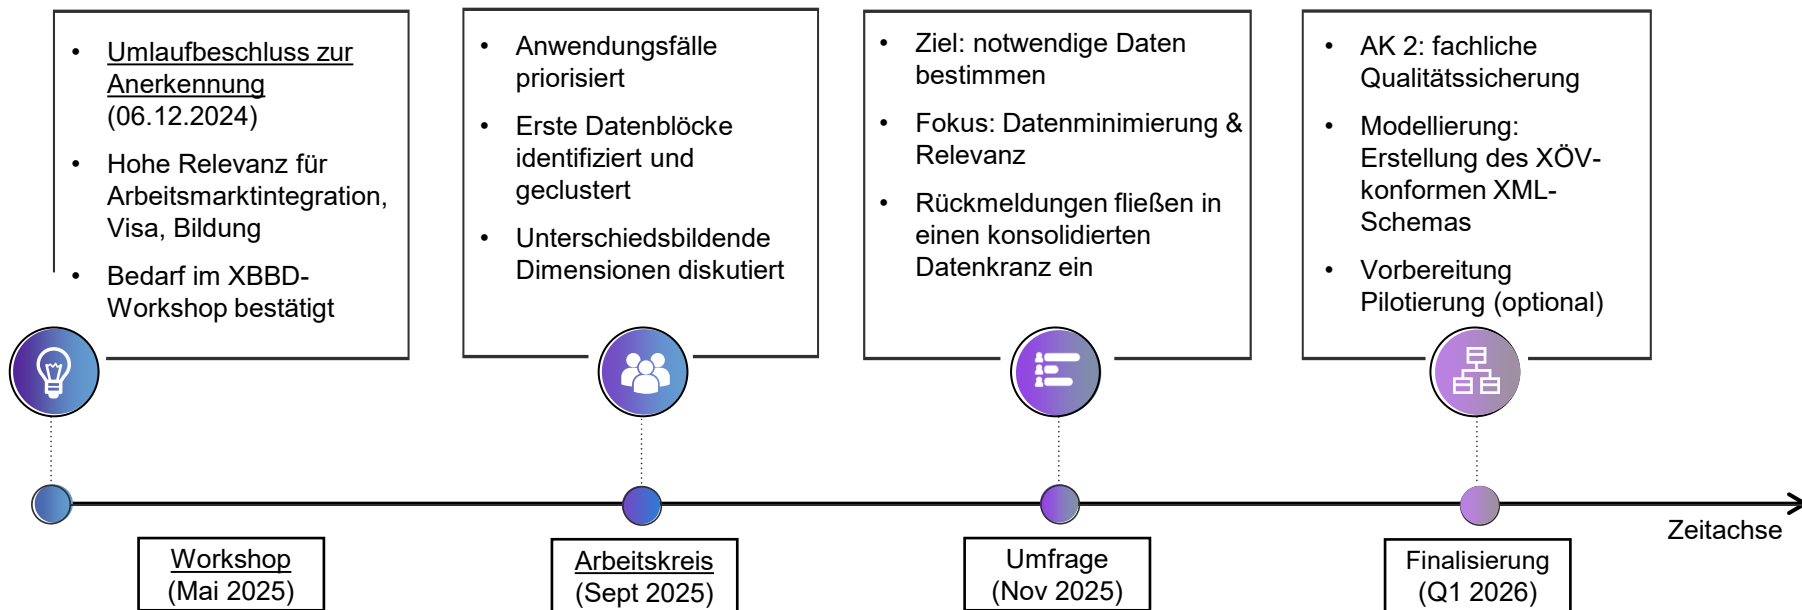 • Umlaufbeschluss zur
Anerkennung
(06.12.2024)
• Hohe Relevanz für
Arbeitsmarktintegration,
Visa, Bildung
• Bedarf im XBBD-
Workshop bestätigt
• Anwendungsfälle
priorisiert
• Erste Datenblöcke
identifiziert und
geclustert
• Unterschiedsbildende
Dimensionen diskutiert
• Ziel: notwendige Daten
bestimmen
• Fokus: Datenminimierung &
Relevanz
• Rückmeldungen fließen in
einen konsolidierten
Datenkranz ein
• AK 2: fachliche
Qualitätssicherung
• Modellierung:
Erstellung des XÖV-
konformen XML-
Schemas
• Vorbereitung
Pilotierung (optional)
Zeitachse
Workshop
(Mai 2025)
Arbeitskreis
(Sept 2025)
Umfrage
(Nov 2025)
Finalisierung
(Q1 2026)